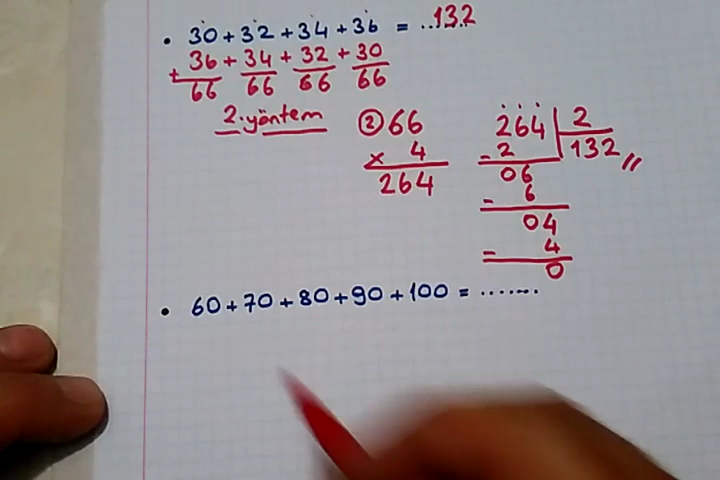 • 30 + 32 + 34 + 36 = ..132..
+ 36 + 34 + 32 + 30
66 66 66 66
2. yöntem
② 66
x 4
264
264 | 2
- 2 132 //
06
- 6
04
= 4
0
• 60 + 70 + 80 + 90 + 100 = .......